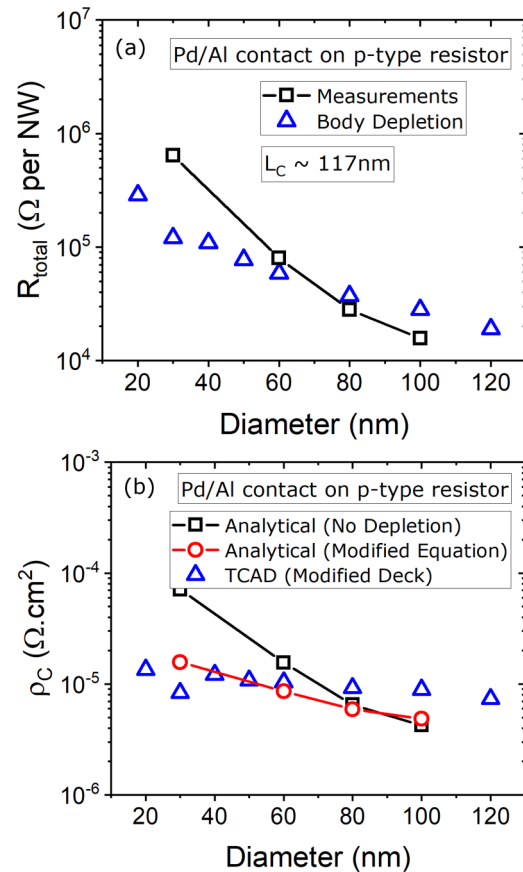 (a)
Pd/Al contact on p-type resistor
Measurements
Body Depletion
L_C ~ 117nm
R_total (Ω per NW)
10^7
10^6
10^5
10^4
20 40 60 80 100 120
Diameter (nm)
(b)
Pd/Al contact on p-type resistor
Analytical (No Depletion)
Analytical (Modified Equation)
TCAD (Modified Deck)
ρ_C (Ω.cm²)
10^-3
10^-4
10^-5
10^-6
20 40 60 80 100 120
Diameter (nm)